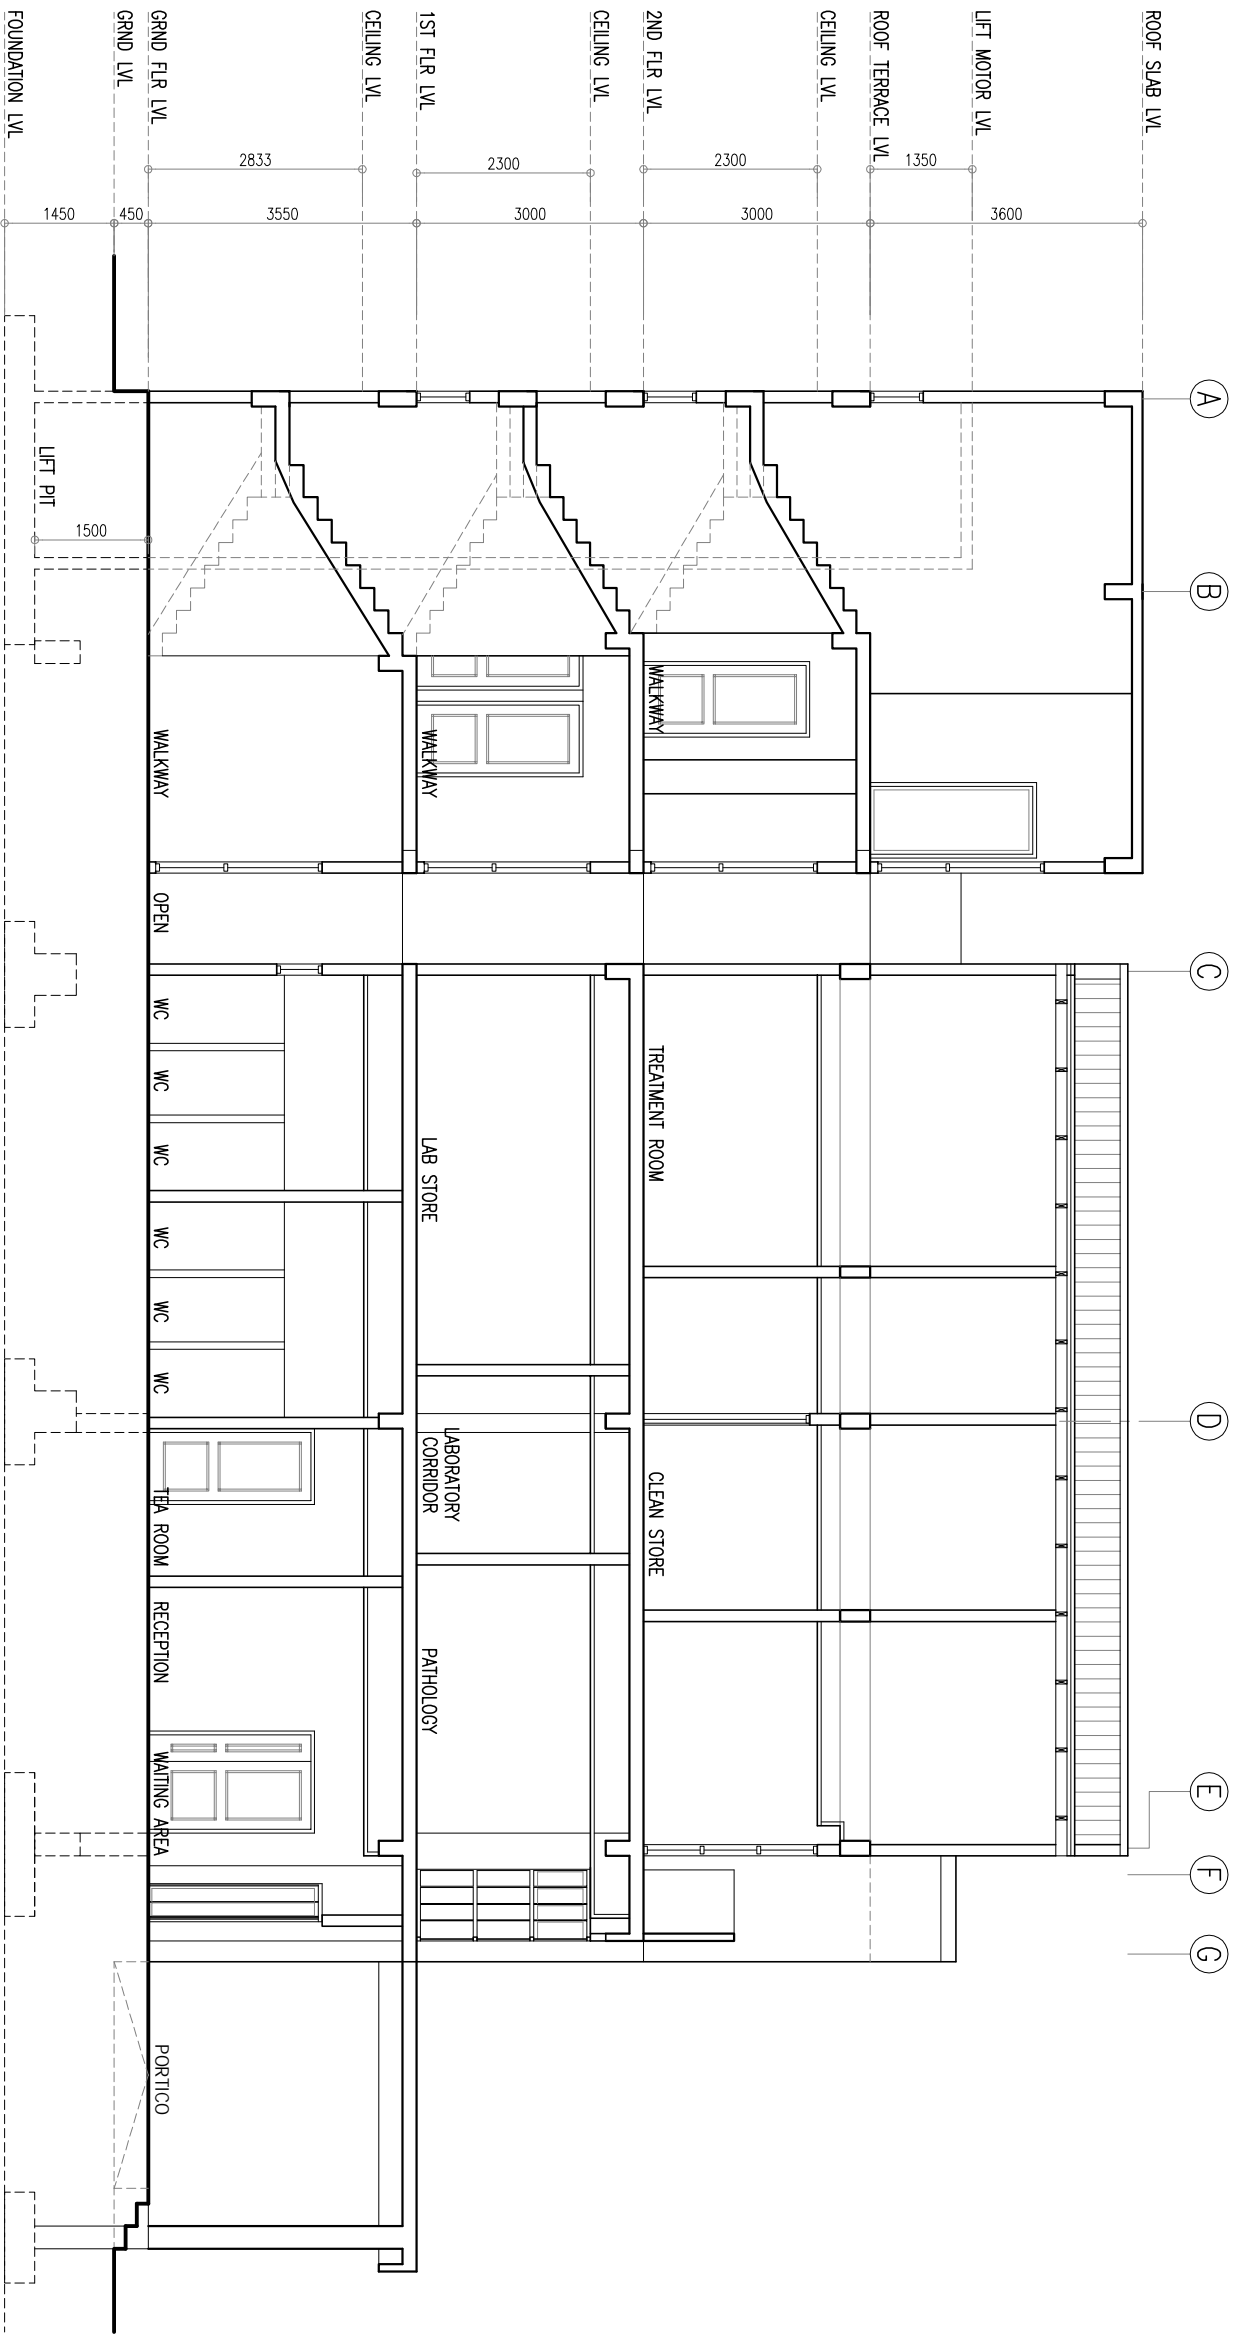 ROOF SLAB LVL
LIFT MOTOR LVL
ROOF TERRACE LVL
CEILING LVL
2ND FLR LVL
CEILING LVL
1ST FLR LVL
CEILING LVL
GRND FLR LVL
GRND LVL
FOUNDATION LVL
1350
2300
2300
2833
3600
3000
3000
3550
450
1450
A
B
C
D
E
F
G
WALKWAY
TREATMENT ROOM
CLEAN STORE
WALKWAY
LAB STORE
LABORATORY
CORRIDOR
PATHOLOGY
WALKWAY
OPEN
WC
WC
WC
WC
WC
WC
TEA ROOM
RECEPTION
WAITING AREA
PORTICO
LIFT PIT
1500